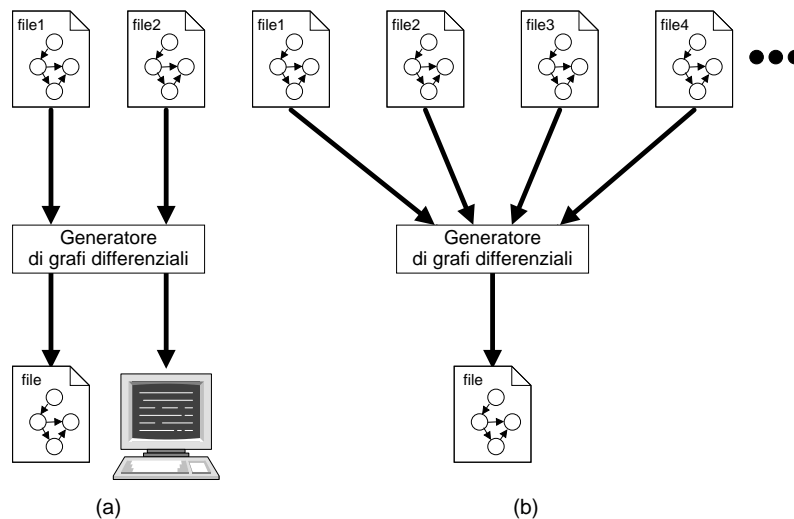 file1
file2
file1
file2
file3
file4
Generatore
di grafi differenziali
Generatore
di grafi differenziali
file
file
(a)
(b)